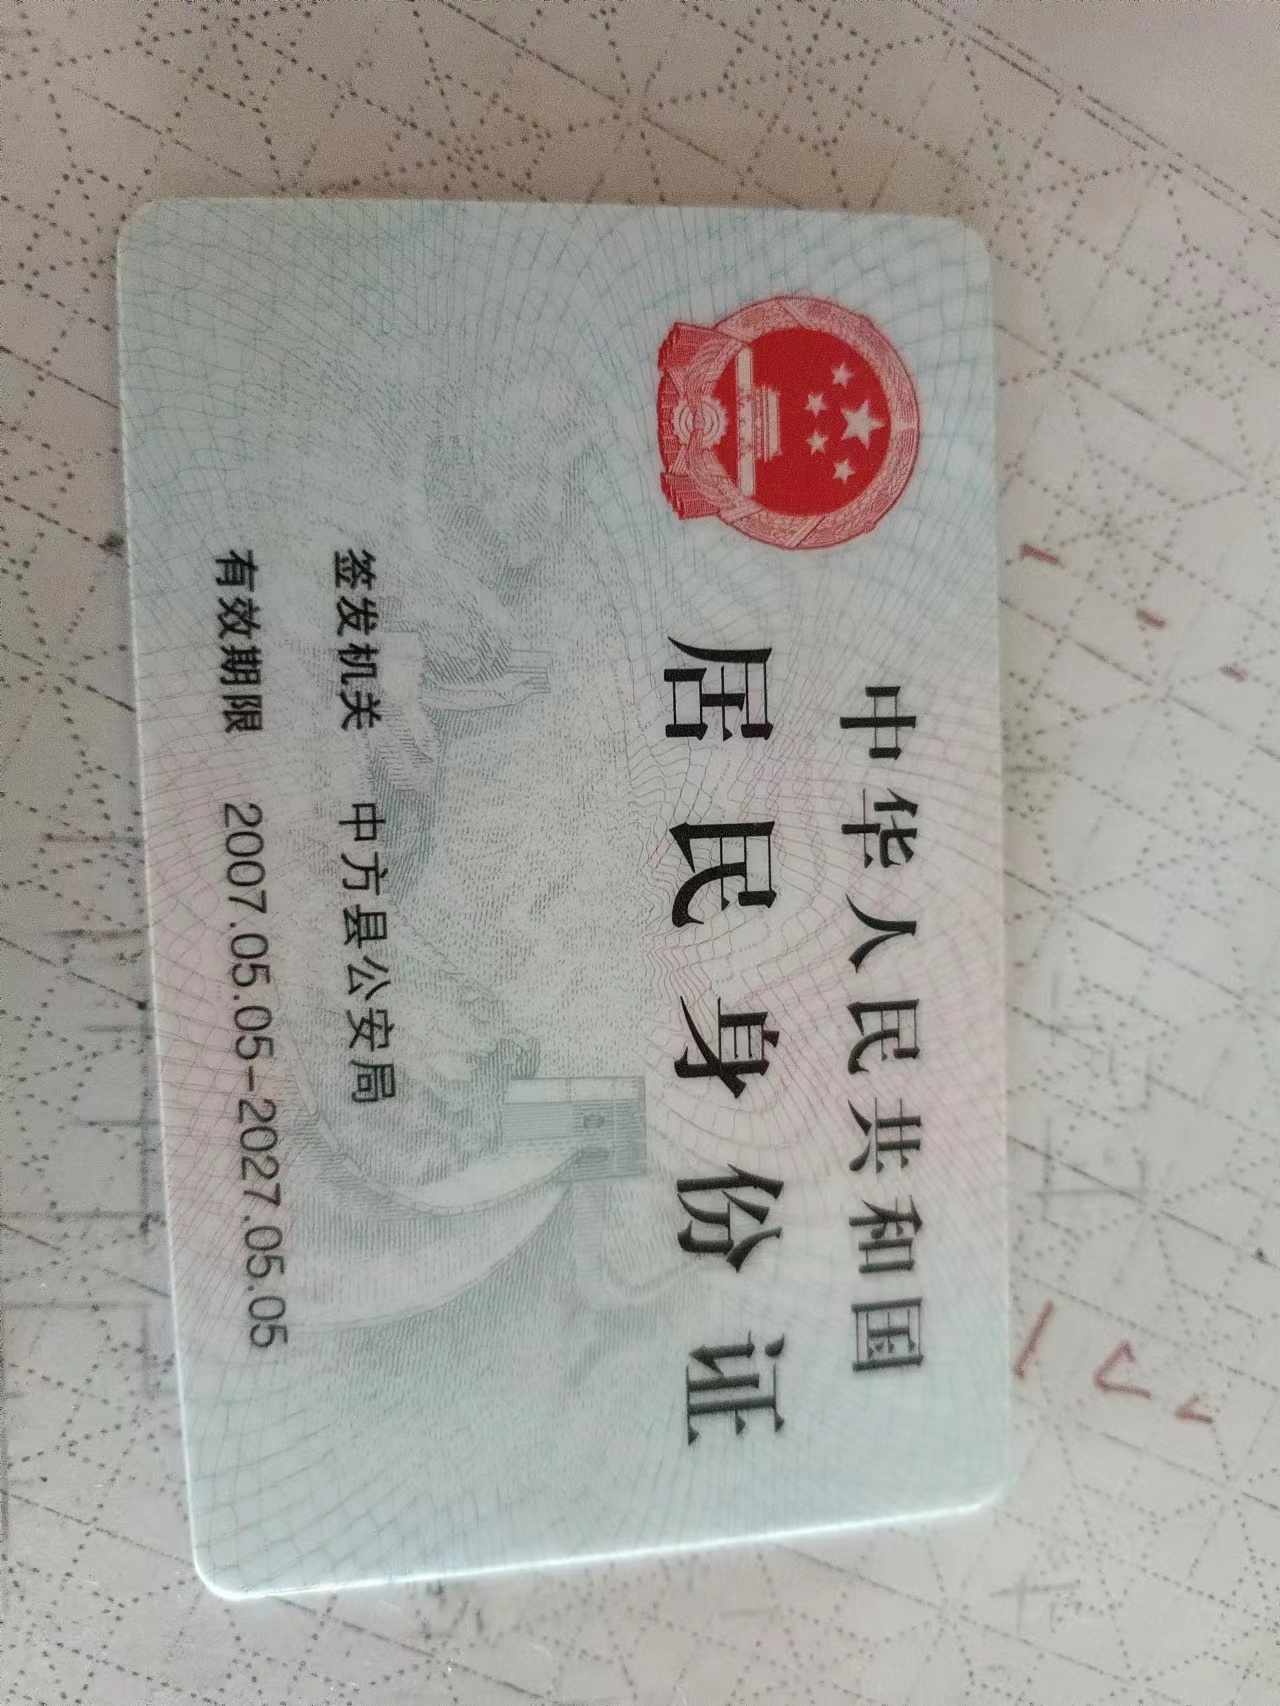 中华人民共和国
居民身份证
签发机关 中方县公安局
有效期限 2007.05.05-2027.05.05